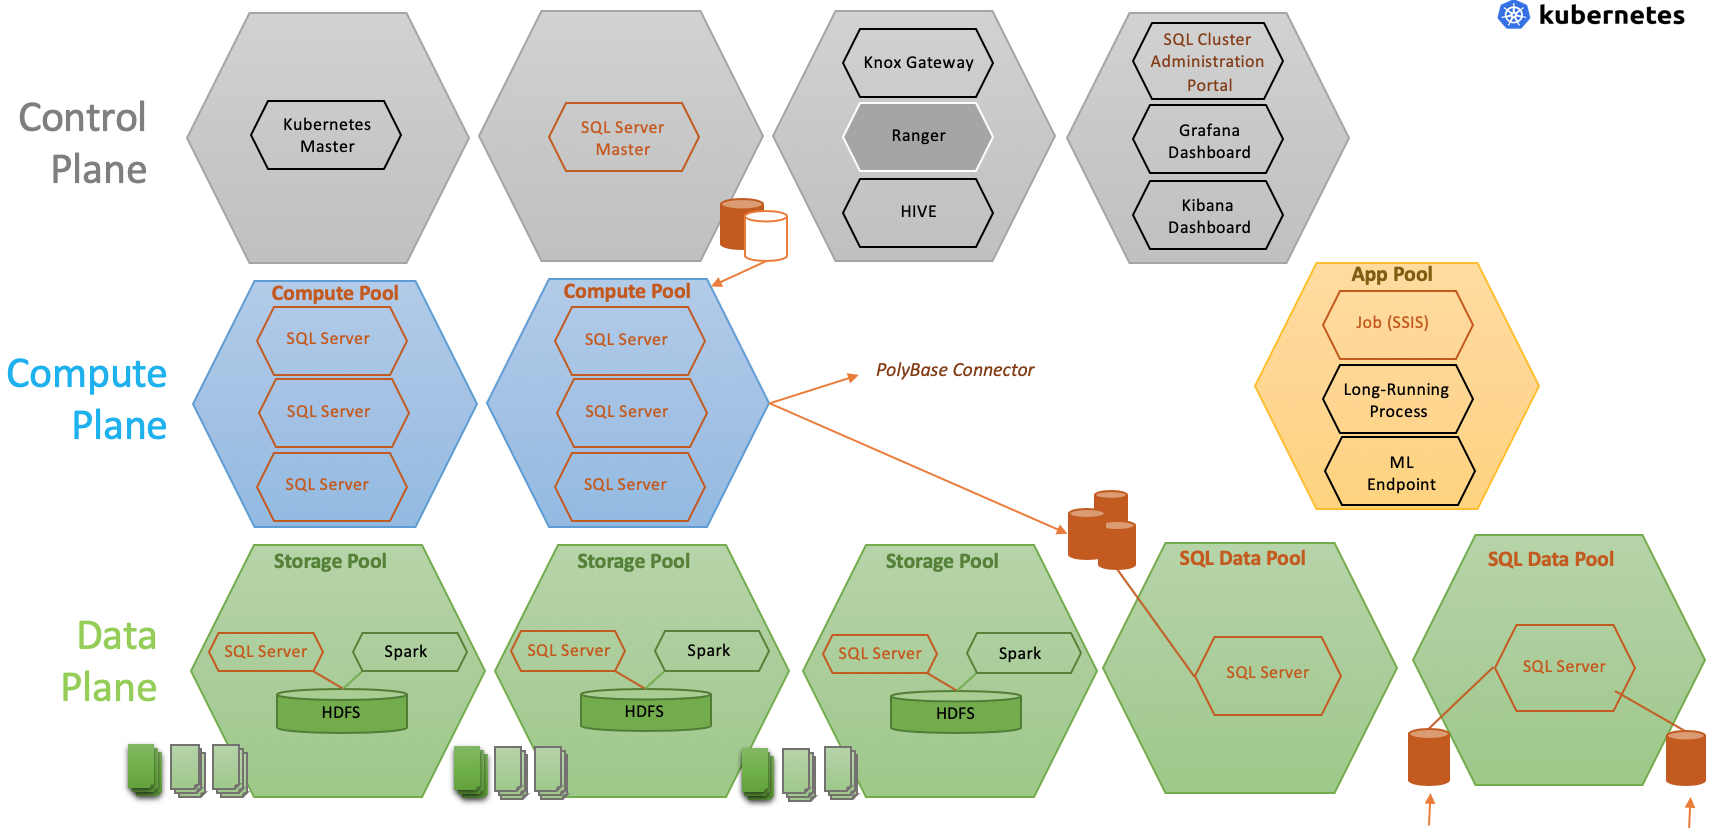 kubernetes
Control
Plane
Kubernetes
Master
SQL Server
Master
Knox Gateway
Ranger
HIVE
SQL Cluster
Administration
Portal
Grafana
Dashboard
Kibana
Dashboard
Compute
Plane
Compute Pool
SQL Server
SQL Server
SQL Server
Compute Pool
SQL Server
SQL Server
SQL Server
PolyBase Connector
App Pool
Job (SSIS)
Long-Running
Process
ML
Endpoint
Data
Plane
Storage Pool
SQL Server
Spark
HDFS
Storage Pool
SQL Server
Spark
HDFS
Storage Pool
SQL Server
Spark
HDFS
SQL Data Pool
SQL Server
SQL Data Pool
SQL Server